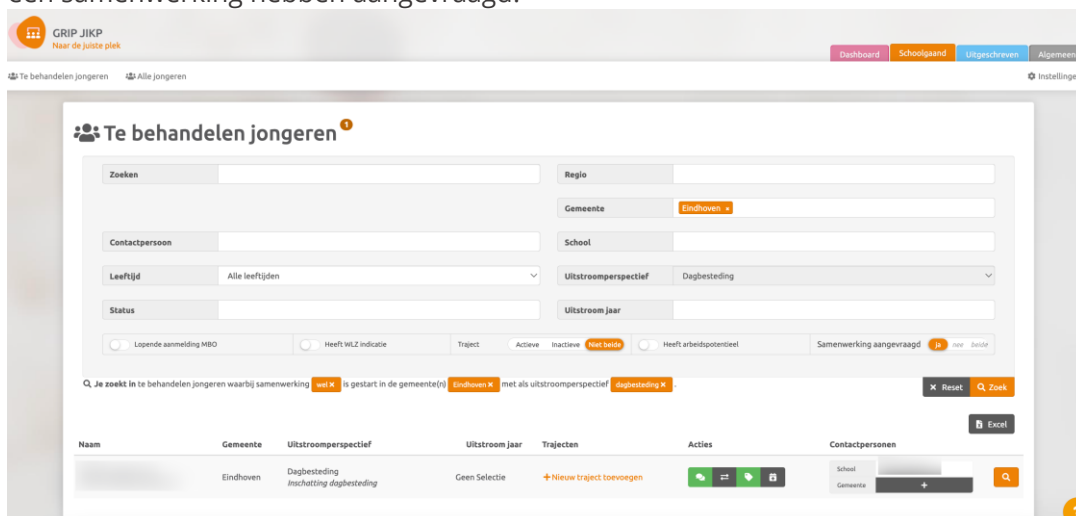 een samenwerking hebben aangevraagd.
GRIP JIKP
Naar de juiste plek
Dashboard Schoolgaand Uitgeschreven Algemeen
Te behandelen jongeren Alle jongeren Instellinge
Te behandelen jongeren 1
Zoeken Regio
Gemeente Eindhoven ×
Contactpersoon School
Leeftijd Alle leeftijden Uitstroomperspectief Dagbesteding
Status Uitstroom jaar
Lopende aanmelding MBO Heeft WLZ indicatie Traject Actieve Inactieve Niet beide Heeft arbeidspotentieel Samenwerking aangevraagd ja nee beide
Je zoekt in te behandelen jongeren waarbij samenwerking wel × is gestart in de gemeente(n) Eindhoven × met als uitstroomperspectief dagbesteding × .
× Reset Zoek
Excel
Naam Gemeente Uitstroomperspectief Uitstroom jaar Trajecten Acties Contactpersonen
Eindhoven Dagbesteding Geen Selectie +Nieuw traject toevoegen School
Inschatting dagbesteding Gemeente +